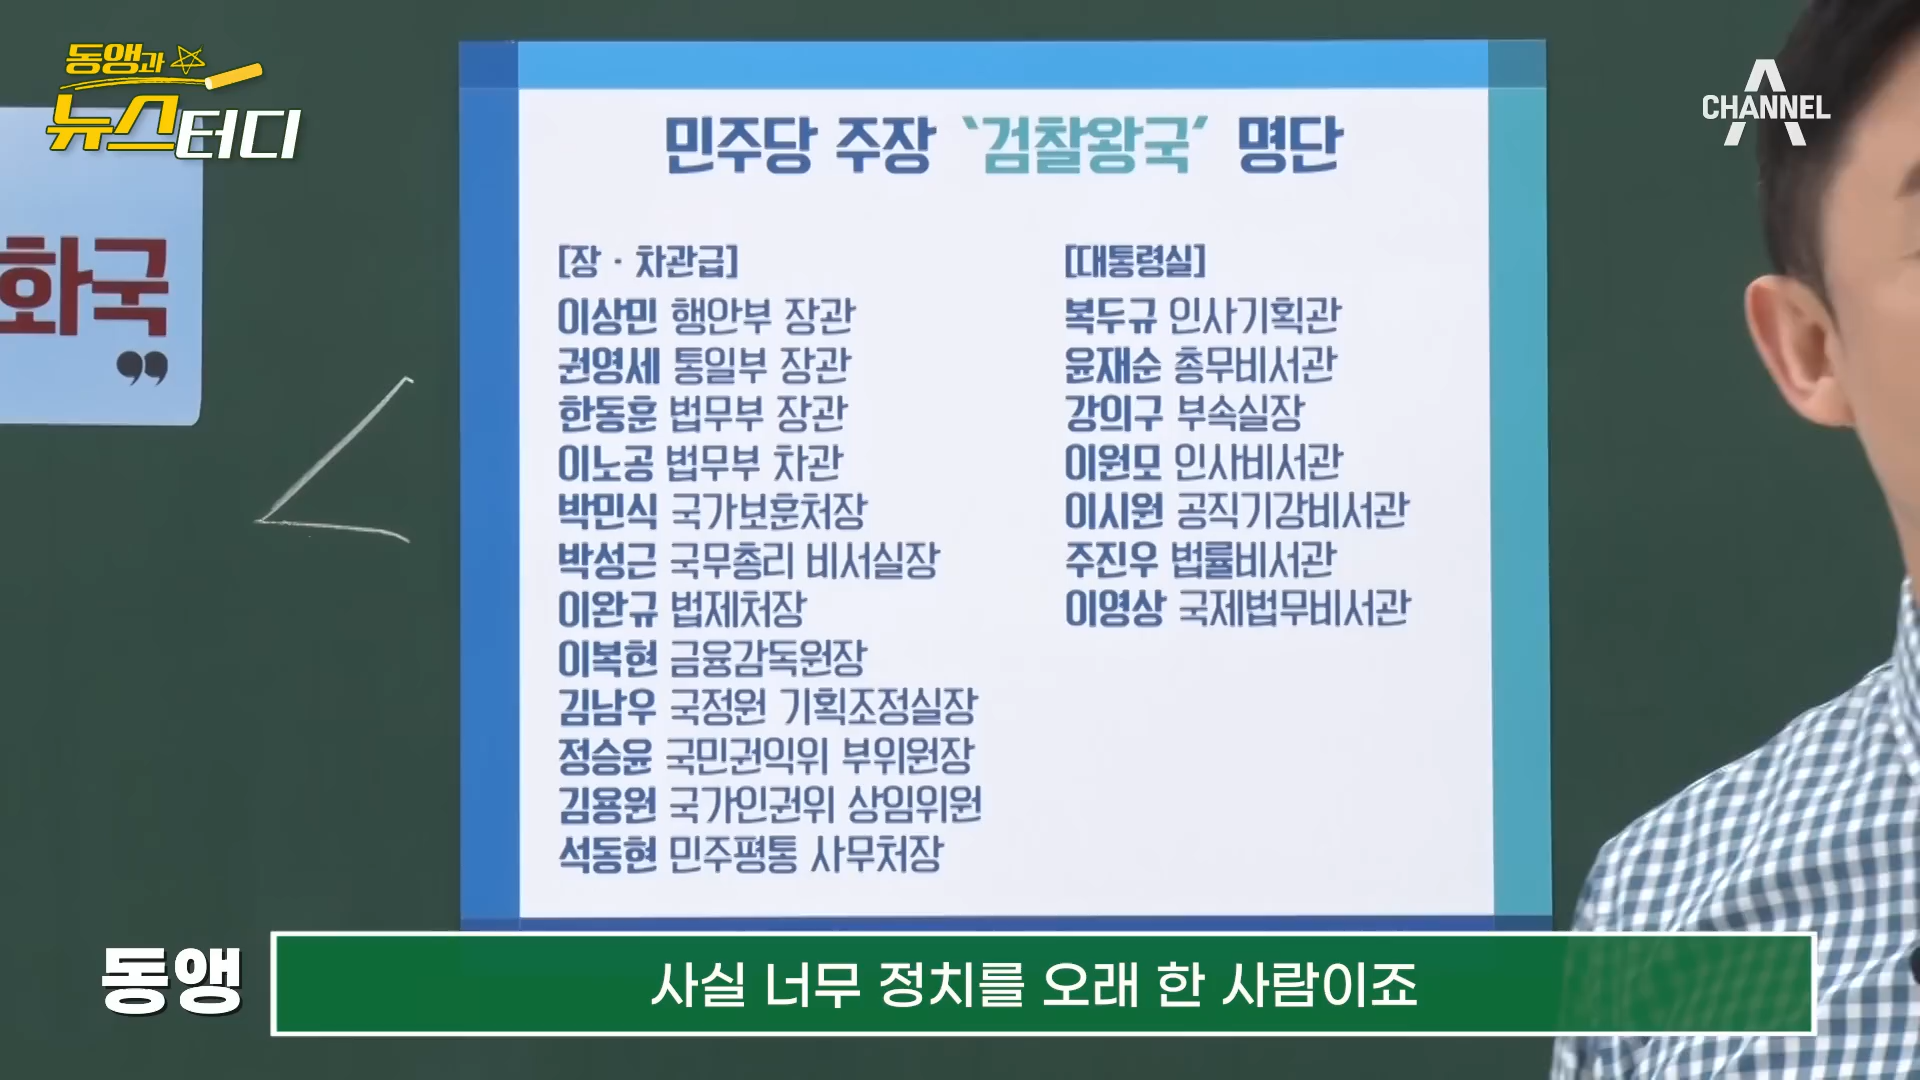 동앵과
뉴스터디
CHANNEL A
화국
”
민주당 주장 ‘검찰왕국’ 명단
[장 · 차관급]
이상민 행안부 장관
권영세 통일부 장관
한동훈 법무부 장관
이노공 법무부 차관
박민식 국가보훈처장
박성근 국무총리 비서실장
이완규 법제처장
이복현 금융감독원장
김남우 국정원 기획조정실장
정승윤 국민권익위 부위원장
김용원 국가인권위 상임위원
석동현 민주평통 사무처장
[대통령실]
복두규 인사기획관
윤재순 총무비서관
강의구 부속실장
이원모 인사비서관
이시원 공직기강비서관
주진우 법률비서관
이영상 국제법무비서관
동앵
사실 너무 정치를 오래 한 사람이죠